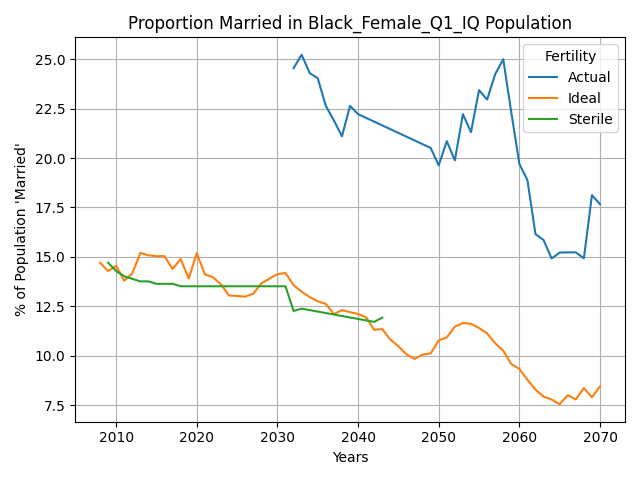 Proportion Married in Black_Female_Q1_IQ Population
Fertility
Actual
Ideal
Sterile
% of Population 'Married'
25.0
22.5
20.0
17.5
15.0
12.5
10.0
7.5
2010 2020 2030 2040 2050 2060 2070
Years